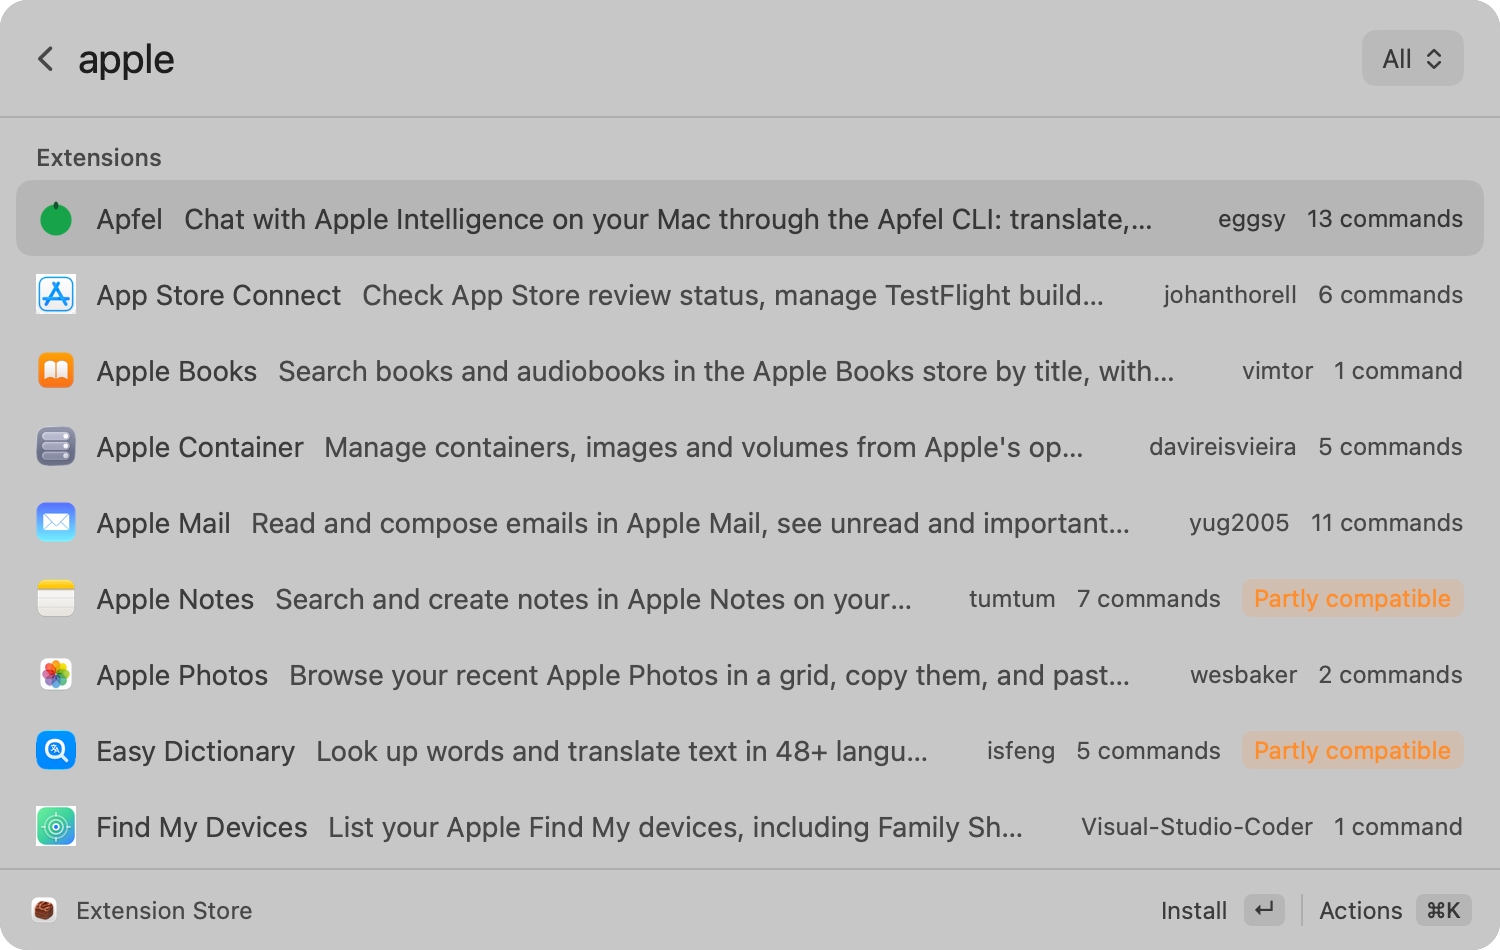 apple
All
Extensions
Apfel Chat with Apple Intelligence on your Mac through the Apfel CLI: translate,... eggsy 13 commands
App Store Connect Check App Store review status, manage TestFlight build... johanthorell 6 commands
Apple Books Search books and audiobooks in the Apple Books store by title, with... vimtor 1 command
Apple Container Manage containers, images and volumes from Apple's op... davireisvieira 5 commands
Apple Mail Read and compose emails in Apple Mail, see unread and important... yug2005 11 commands
Apple Notes Search and create notes in Apple Notes on your... tumtum 7 commands Partly compatible
Apple Photos Browse your recent Apple Photos in a grid, copy them, and past... wesbaker 2 commands
Easy Dictionary Look up words and translate text in 48+ langu... isfeng 5 commands Partly compatible
Find My Devices List your Apple Find My devices, including Family Sh... Visual-Studio-Coder 1 command
Extension Store Install ↵ Actions ⌘K